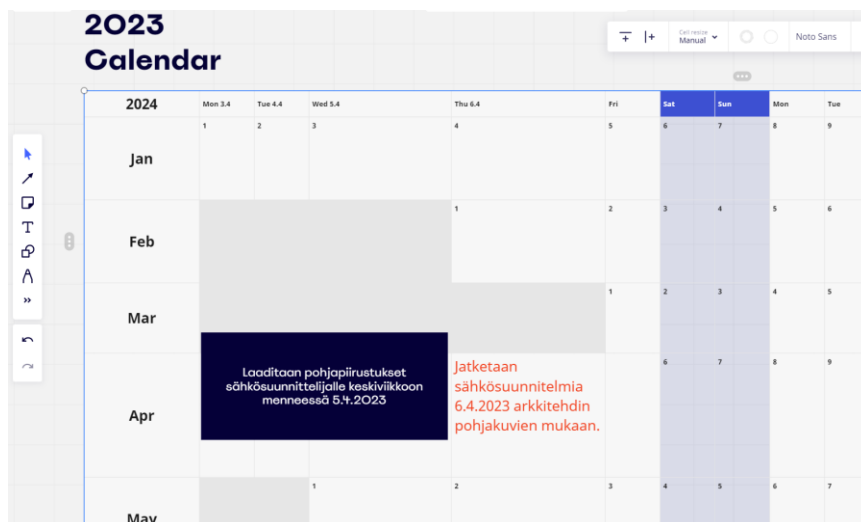 2023
Calendar
Cell resize
Manual
Noto Sans
2024 Mon 3.4 Tue 4.4 Wed 5.4 Thu 6.4 Fri Sat Sun Mon Tue
1 2 3 4 5 6 7 8 9
Jan
1 2 3 4 5 6
Feb
1 2 3 4 5
Mar
Laaditaan pohjapiirustukset
sähkösuunnittelijalle keskiviikkoon
menneessä 5.4.2023
Jatketaan
sähkösuunnitelmia
6.4.2023 arkkitehdin
pohjakuvien mukaan.
6 7 8 9
Apr
1 2 3 4 5 6 7
May